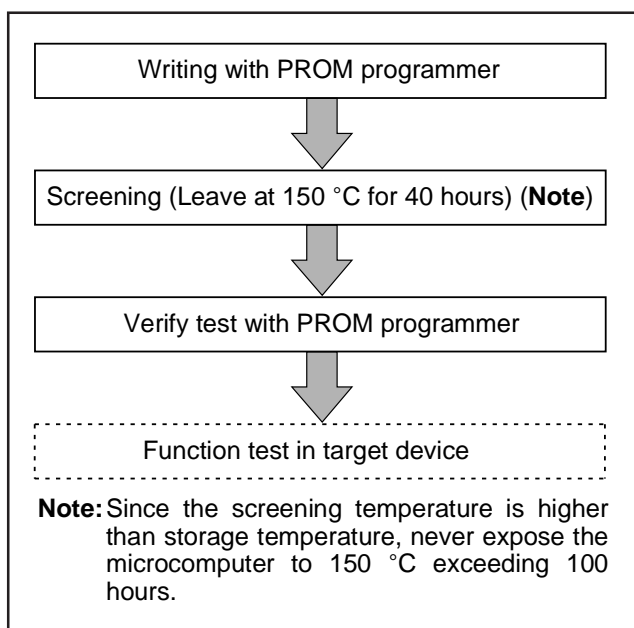 Writing with PROM programmer
Screening (Leave at 150 °C for 40 hours) (Note)
Verify test with PROM programmer
Function test in target device
Note: Since the screening temperature is higher
than storage temperature, never expose the
microcomputer to 150 °C exceeding 100
hours.